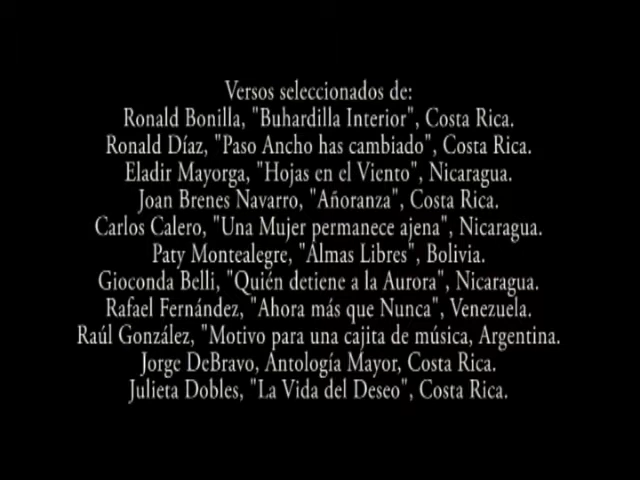 Versos seleccionados de:
Ronald Bonilla, "Buhardilla Interior", Costa Rica.
Ronald Díaz, "Paso Ancho has cambiado", Costa Rica.
Eladir Mayorga, "Hojas en el Viento", Nicaragua.
Joan Brenes Navarro, "Añoranza", Costa Rica.
Carlos Calero, "Una Mujer permanece ajena", Nicaragua.
Paty Montealegre, "Almas Libres", Bolivia.
Gioconda Belli, "Quién detiene a la Aurora", Nicaragua.
Rafael Fernández, "Ahora más que Nunca", Venezuela.
Raúl González, "Motivo para una cajita de música, Argentina.
Jorge DeBravo, Antología Mayor, Costa Rica.
Julieta Dobles, "La Vida del Deseo", Costa Rica.